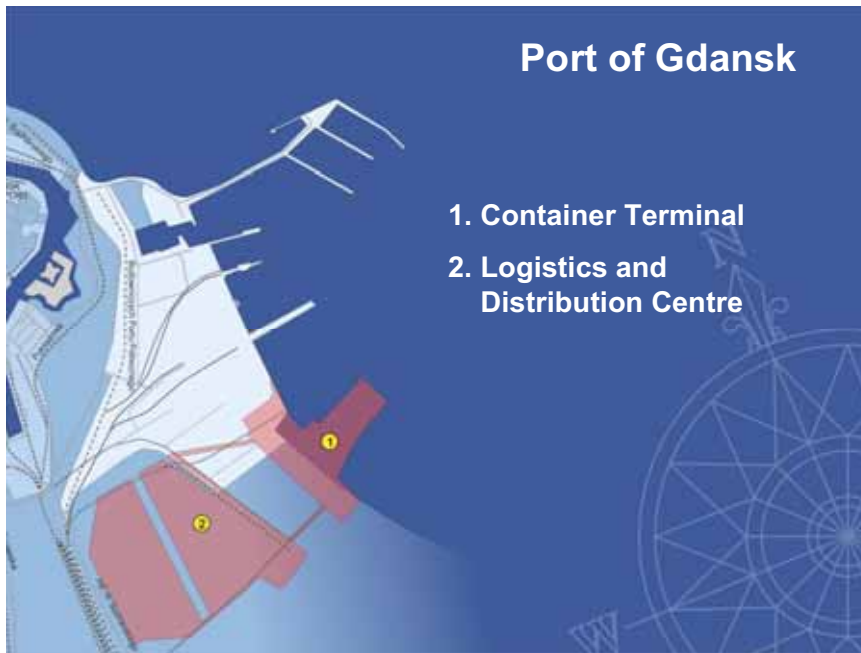 Port of Gdansk
1. Container Terminal
2. Logistics and
Distribution Centre
N
1
2
W